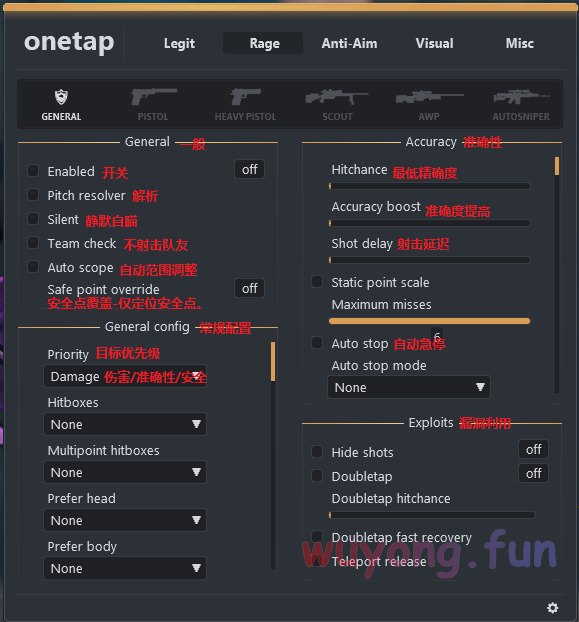 onetap Legit Rage Anti-Aim Visual Misc
GENERAL PISTOL HEAVY PISTOL SCOUT AWP AUTOSNIPER
General 一般
Enabled 开关 off
Pitch resolver 解析
Silent 静默自瞄
Team check 不射击队友
Auto scope 自动范围调整
Safe point override off
安全点覆盖-仅定位安全点。
General config 常规配置
Priority 目标优先级
Damage 伤害/准确性/安全
Hitboxes
None
Multipoint hitboxes
None
Prefer head
None
Prefer body
None
Accuracy 准确性
Hitchance 最低精确度
Accuracy boost 准确度提高
Shot delay 射击延迟
Static point scale
Maximum misses
6
Auto stop 自动急停
Auto stop mode
None
Exploits 漏洞利用
Hide shots off
Doubletap off
Doubletap hitchance
Doubletap fast recovery
Teleport release
wuyong.fun